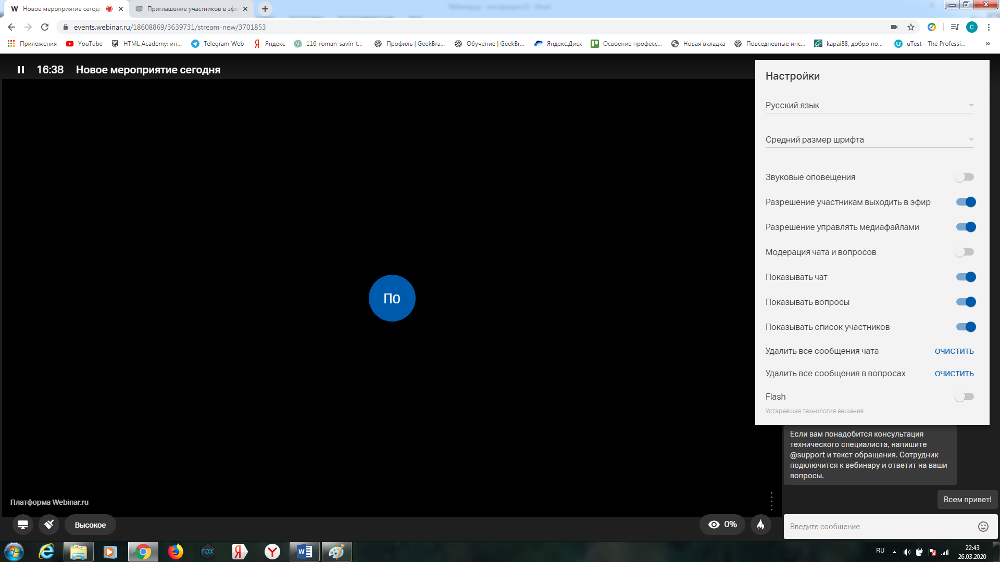 Новое мероприятие сегодн
Приглашение участников в эфи
events.webinar.ru/18608869/3639731/stream-new/3701853
Приложения
YouTube
HTML Academy: ин...
Telegram Web
Яндекс
116-roman-savin-t...
Профиль | GeekBra...
Обучение | GeekBr...
Яндекс.Диск
Освоение професс...
Новая вкладка
Повседневные инс...
kapai88, добро по...
uTest - The Professi...
16:38 Новое мероприятие сегодня
ПО
Платформа Webinar.ru
Высокое
0%
Настройки
Русский язык
Средний размер шрифта
Звуковые оповещения
Разрешение участникам выходить в эфир
Разрешение управлять медиафайлами
Модерация чата и вопросов
Показывать чат
Показывать вопросы
Показывать список участников
Удалить все сообщения чата ОЧИСТИТЬ
Удалить все сообщения в вопросах ОЧИСТИТЬ
Flash
Устаревшая технология вещания
Если вам понадобится консультация
технического специалиста, напишите
@support и текст обращения. Сотрудник
подключится к вебинару и ответит на ваши
вопросы.
Всем привет!
Введите сообщение
nox
RU
22:43
26.03.2020